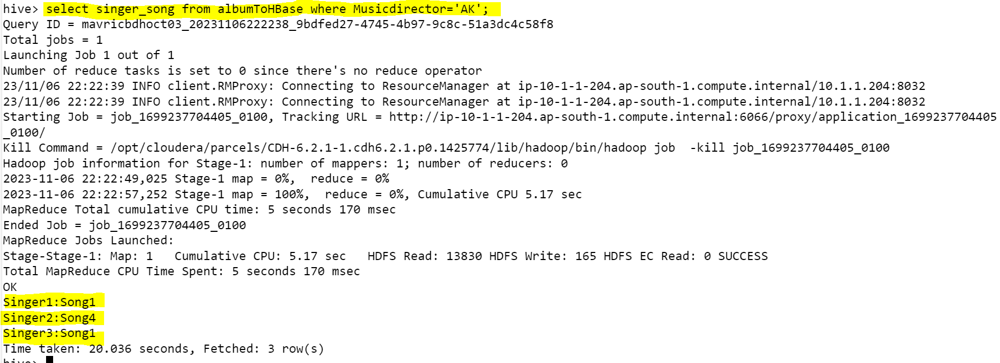 hive> select singer_song from albumToHBase where Musicdirector='AK';
Query ID = mavricbdhoct03_20231106222238_9bdfed27-4745-4b97-9c8c-51a3dc4c58f8
Total jobs = 1
Launching Job 1 out of 1
Number of reduce tasks is set to 0 since there's no reduce operator
23/11/06 22:22:39 INFO client.RMProxy: Connecting to ResourceManager at ip-10-1-1-204.ap-south-1.compute.internal/10.1.1.204:8032
23/11/06 22:22:39 INFO client.RMProxy: Connecting to ResourceManager at ip-10-1-1-204.ap-south-1.compute.internal/10.1.1.204:8032
Starting Job = job_1699237704405_0100, Tracking URL = http://ip-10-1-1-204.ap-south-1.compute.internal:6066/proxy/application_1699237704405
_0100/
Kill Command = /opt/cloudera/parcels/CDH-6.2.1-1.cdh6.2.1.p0.1425774/lib/hadoop/bin/hadoop job  -kill job_1699237704405_0100
Hadoop job information for Stage-1: number of mappers: 1; number of reducers: 0
2023-11-06 22:22:49,025 Stage-1 map = 0%,  reduce = 0%
2023-11-06 22:22:57,252 Stage-1 map = 100%,  reduce = 0%, Cumulative CPU 5.17 sec
MapReduce Total cumulative CPU time: 5 seconds 170 msec
Ended Job = job_1699237704405_0100
MapReduce Jobs Launched:
Stage-Stage-1: Map: 1   Cumulative CPU: 5.17 sec   HDFS Read: 13830 HDFS Write: 165 HDFS EC Read: 0 SUCCESS
Total MapReduce CPU Time Spent: 5 seconds 170 msec
OK
Singer1:Song1
Singer2:Song4
Singer3:Song1
Time taken: 20.036 seconds, Fetched: 3 row(s)
hive>